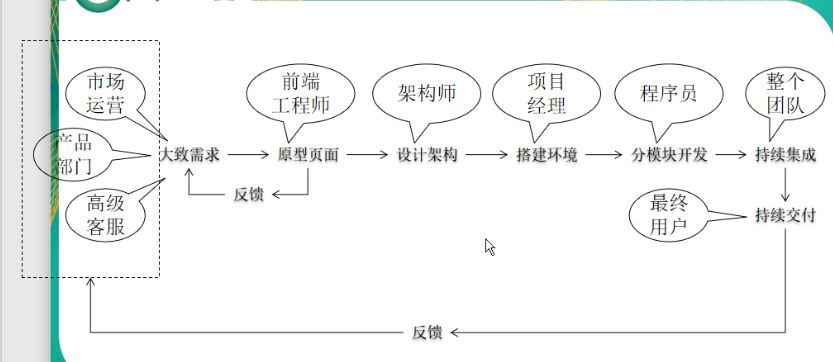 市场
运营
前端
工程师
架构师
项目
经理
程序员
整个
团队
产品
部门
大致需求
原型页面
设计架构
搭建环境
分模块开发
持续集成
反馈
高级
客服
最终
用户
持续交付
反馈